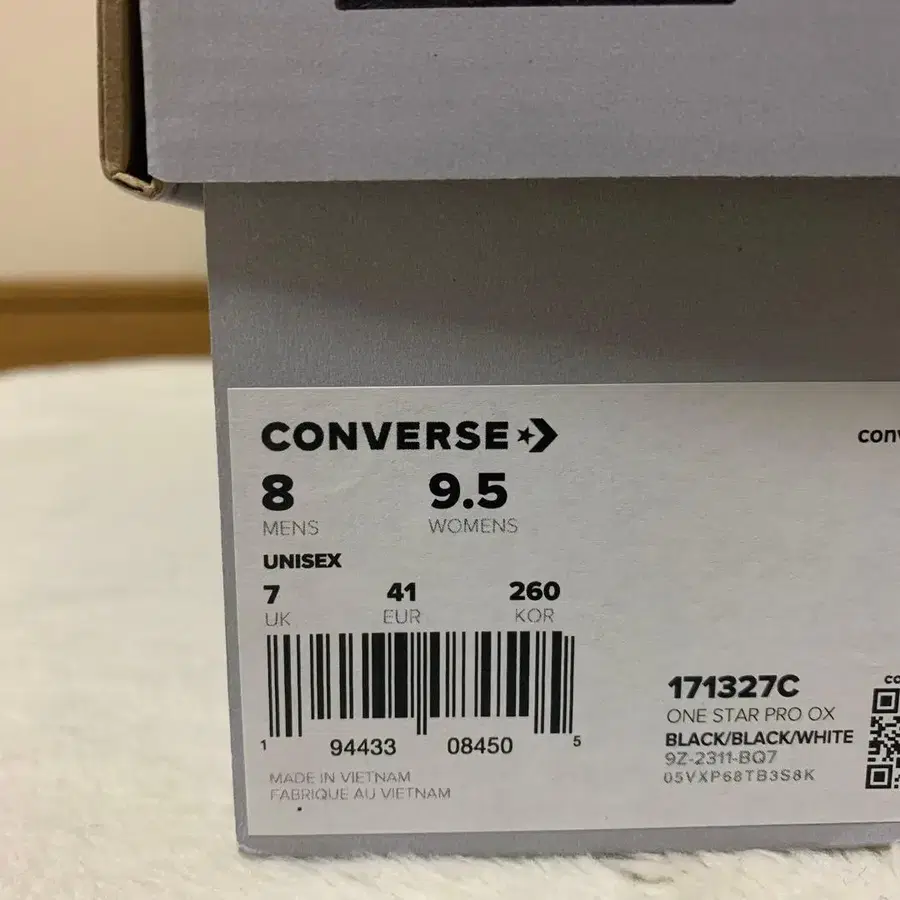 CONVERSE
8 9.5
MENS WOMENS
UNISEX
7 41 260
UK EUR KOR
1 94433 08450 5
MADE IN VIETNAM
FABRIQUE AU VIETNAM
171327C
ONE STAR PRO OX
BLACK/BLACK/WHITE
9Z-2311-BQ7
05VXP68TB3S8K